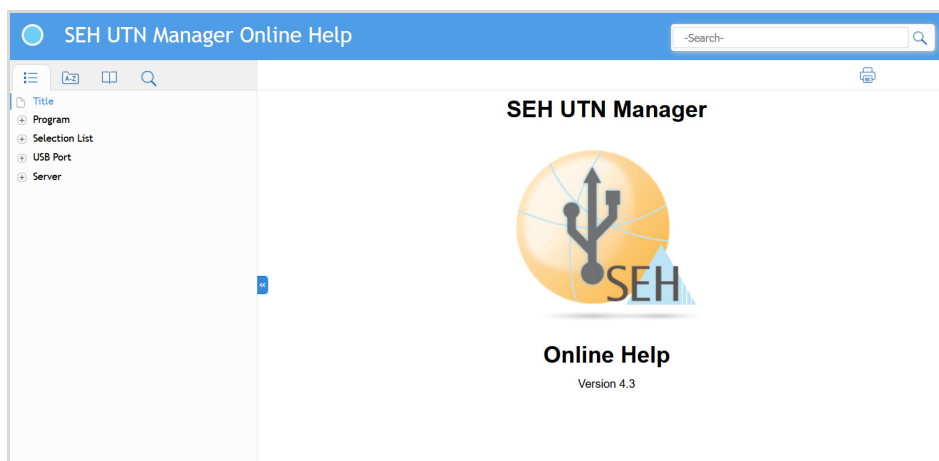 SEH UTN Manager Online Help
-Search-
A-Z
Title
Program
Selection List
USB Port
Server
SEH UTN Manager
SEH
Online Help
Version 4.3